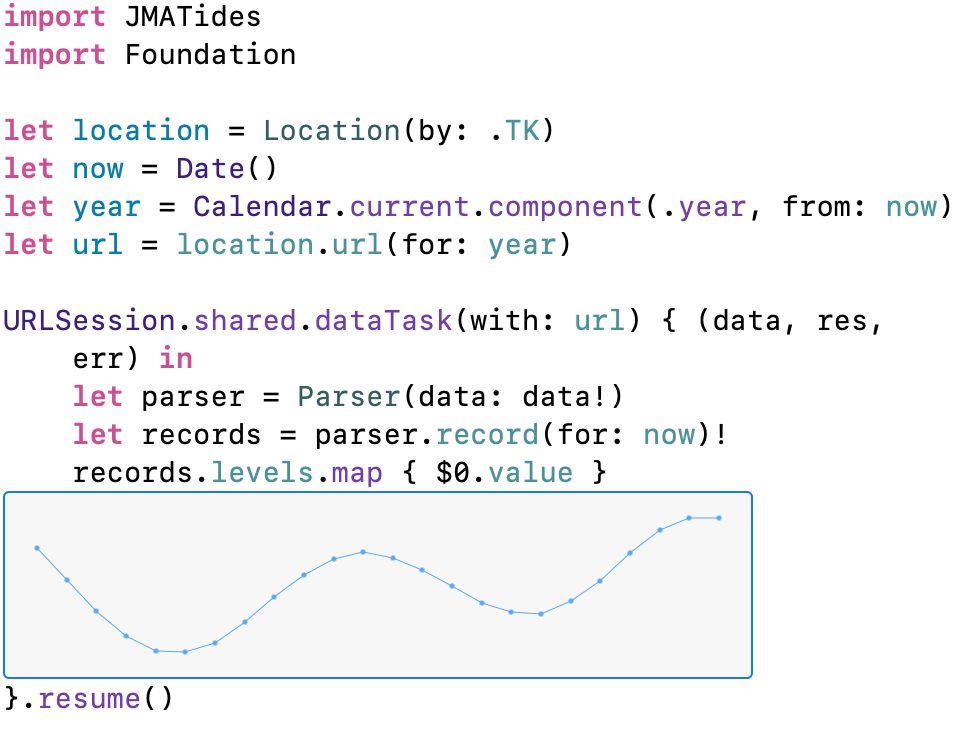 import JMATides
import Foundation
let location = Location(by: .TK)
let now = Date()
let year = Calendar.current.component(.year, from: now)
let url = location.url(for: year)
URLSession.shared.dataTask(with: url) { (data, res,
err) in
let parser = Parser(data: data!)
let records = parser.record(for: now)!
records.levels.map { $0.value }
}.resume()